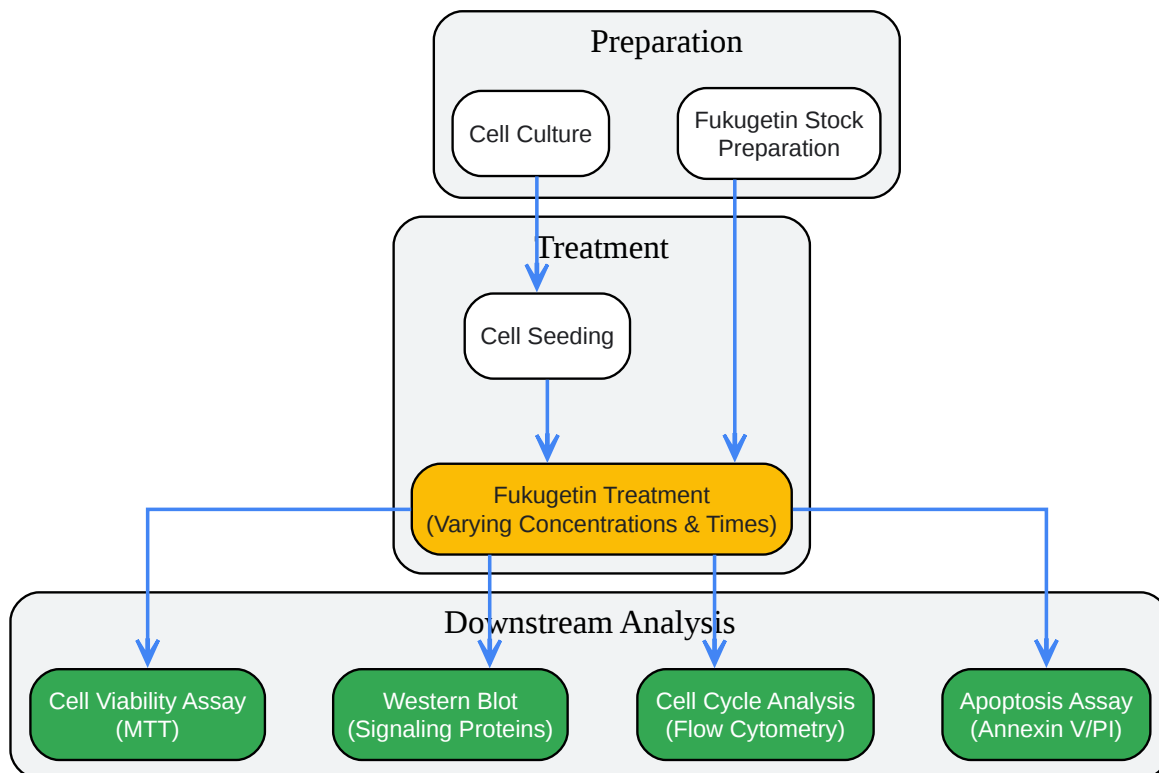 Preparation
Cell Culture
Fukugetin Stock
Preparation
Treatment
Cell Seeding
Fukugetin Treatment
(Varying Concentrations & Times)
Downstream Analysis
Cell Viability Assay
(MTT)
Western Blot
(Signaling Proteins)
Cell Cycle Analysis
(Flow Cytometry)
Apoptosis Assay
(Annexin V/PI)